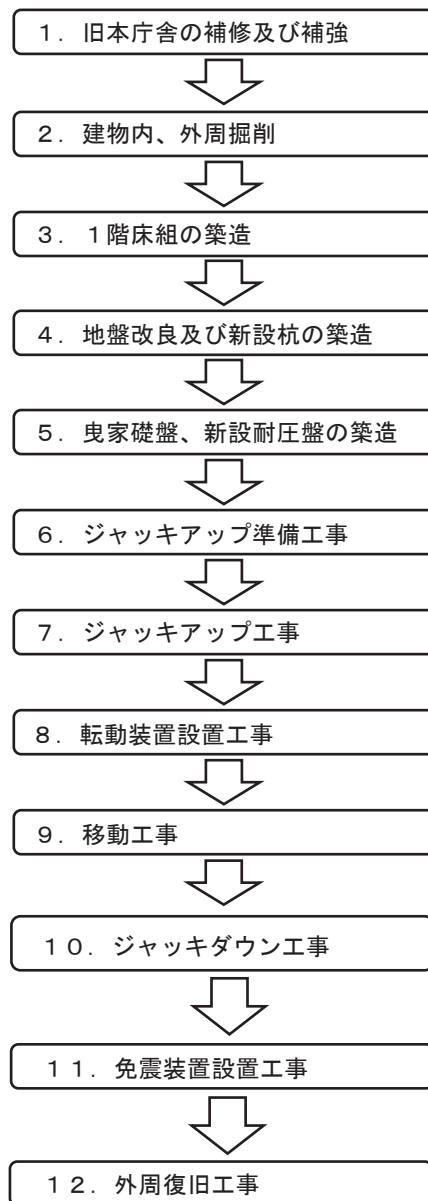 １．旧本庁舎の補修及び補強
２．建物内、外周掘削
３．１階床組の築造
４．地盤改良及び新設杭の築造
５．曳家礎盤、新設耐圧盤の築造
６．ジャッキアップ準備工事
７．ジャッキアップ工事
８．転動装置設置工事
９．移動工事
１０．ジャッキダウン工事
１１．免震装置設置工事
１２．外周復旧工事